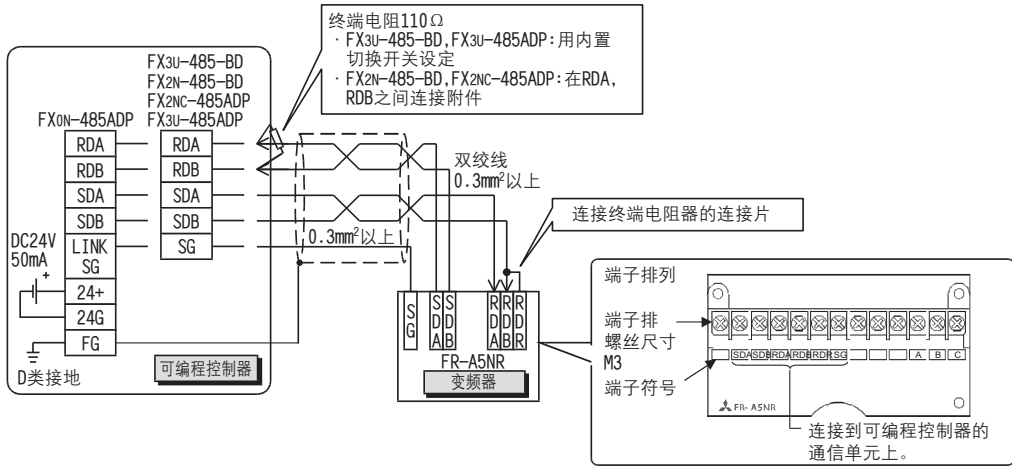 终端电阻110Ω
· FX3U-485-BD,FX3U-485ADP:用内置
切换开关设定
· FX2N-485-BD,FX2NC-485ADP:在RDA,
RDB之间连接附件
FX3U-485-BD
FX2N-485-BD
FX2NC-485ADP
FX0N-485ADP FX3U-485ADP
RDA RDA
RDB RDB
SDA SDA
SDB SDB
LINK SG SG
24+
24G
FG
DC24V
50mA
+
D类接地
可编程控制器
双绞线
0.3mm²以上
0.3mm²以上
连接终端电阻器的连接片
SG SDA SDB RDA RDB RDR
FR-A5NR
变频器
端子排列
端子排
螺丝尺寸
M3
端子符号
SDA SDB RDA RDB RDR SG A B C
FR-A5NR
连接到可编程控制器的
通信单元上。